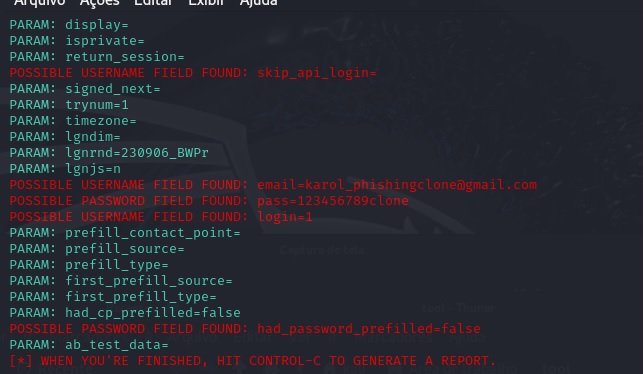 Arquivo Ações Editar Exibir Ajuda
PARAM: display=
PARAM: isprivate=
PARAM: return_session=
POSSIBLE USERNAME FIELD FOUND: skip_api_login=
PARAM: signed_next=
PARAM: trynum=1
PARAM: timezone=
PARAM: lgndim=
PARAM: lgnrnd=230906_BWPr
PARAM: lgnjs=n
POSSIBLE USERNAME FIELD FOUND: email=karol_phishingclone@gmail.com
POSSIBLE PASSWORD FIELD FOUND: pass=123456789clone
POSSIBLE USERNAME FIELD FOUND: login=1
PARAM: prefill_contact_point=
PARAM: prefill_source=
PARAM: prefill_type=
PARAM: first_prefill_source=
PARAM: first_prefill_type=
PARAM: had_cp_prefilled=false
POSSIBLE PASSWORD FIELD FOUND: had_password_prefilled=false
PARAM: ab_test_data=
[*] WHEN YOU'RE FINISHED, HIT CONTROL-C TO GENERATE A REPORT.